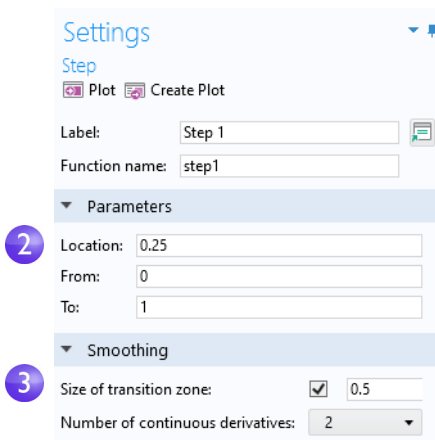 Settings
Step
Plot Create Plot
Label: Step 1
Function name: step1
Parameters
2 Location: 0.25
From: 0
To: 1
Smoothing
3 Size of transition zone: 0.5
Number of continuous derivatives: 2